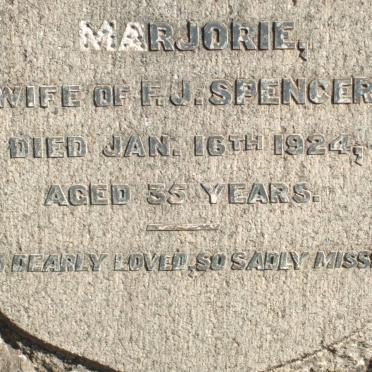 MARJORIE,
WIFE OF F. J. SPENCER
DIED JAN. 16TH 1924,
AGED 35 YEARS.
DEARLY LOVED, SO SADLY MISS